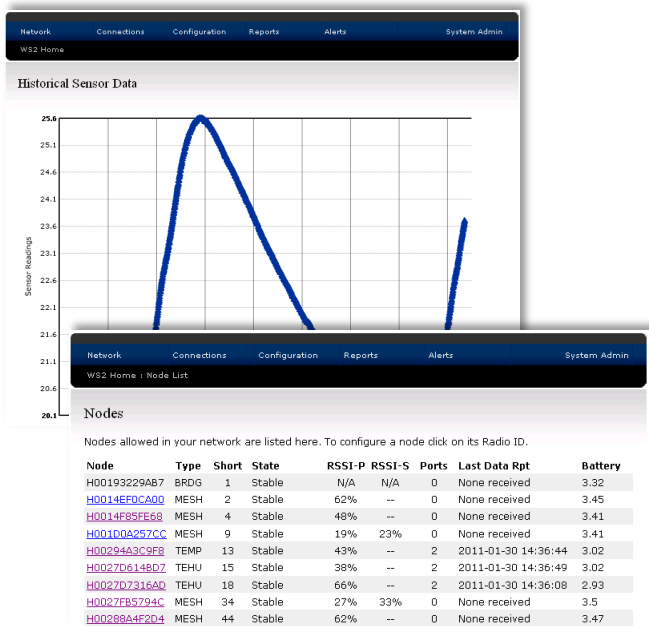 Network Connections Configuration Reports Alerts System Admin
WS2 Home
Historical Sensor Data
25.6
25.1
24.6
24.1
23.6
23.1
22.6
22.1
21.6
21.1
20.6
20.1
Sensor Readings
Network Connections Configuration Reports Alerts System Admin
WS2 Home : Node List
Nodes
Nodes allowed in your network are listed here. To configure a node click on its Radio ID.
Node Type Short State RSSI-P RSSI-S Ports Last Data Rpt Battery
H00193229AB7 BRDG 1 Stable N/A N/A 0 None received 3.32
H0014EF0CA00 MESH 2 Stable 62% -- 0 None received 3.45
H0014F85FE68 MESH 4 Stable 48% -- 0 None received 3.41
H001D0A257CC MESH 9 Stable 19% 23% 0 None received 3.41
H00294A3C9F8 TEMP 13 Stable 43% -- 2 2011-01-30 14:36:44 3.02
H0027D614BD7 TEHU 15 Stable 38% -- 2 2011-01-30 14:36:49 3.02
H0027D7316AD TEHU 18 Stable 66% -- 2 2011-01-30 14:36:08 2.93
H0027FB5794C MESH 34 Stable 27% 33% 0 None received 3.5
H00288A4F2D4 MESH 44 Stable 62% -- 0 None received 3.47